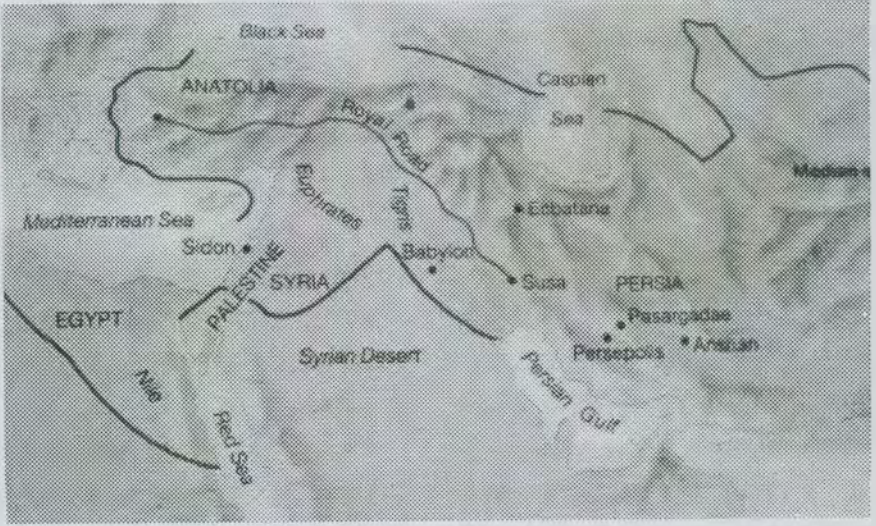 Black Sea
ANATOLIA
Caspian
Sea
Royal Road
Euphrates
Tigris
Ecbatana
Mediterranean Sea
Sidon
Babylon
PALESTINE
SYRIA
Susa
PERSIA
EGYPT
Pasargadae
Persepolis
Anshan
Syrian Desert
Nile
Persian Gulf
Red Sea